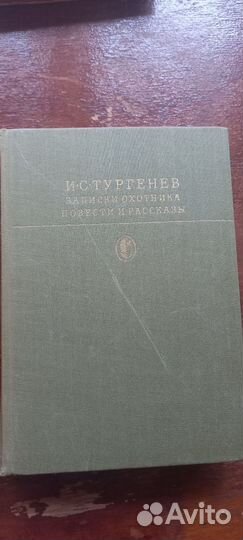 И·С·ТУРГЕНЕВ
ЗАПИСКИ ОХОТНИКА
ПОВЕСТИ И РАССКАЗЫ
Avito